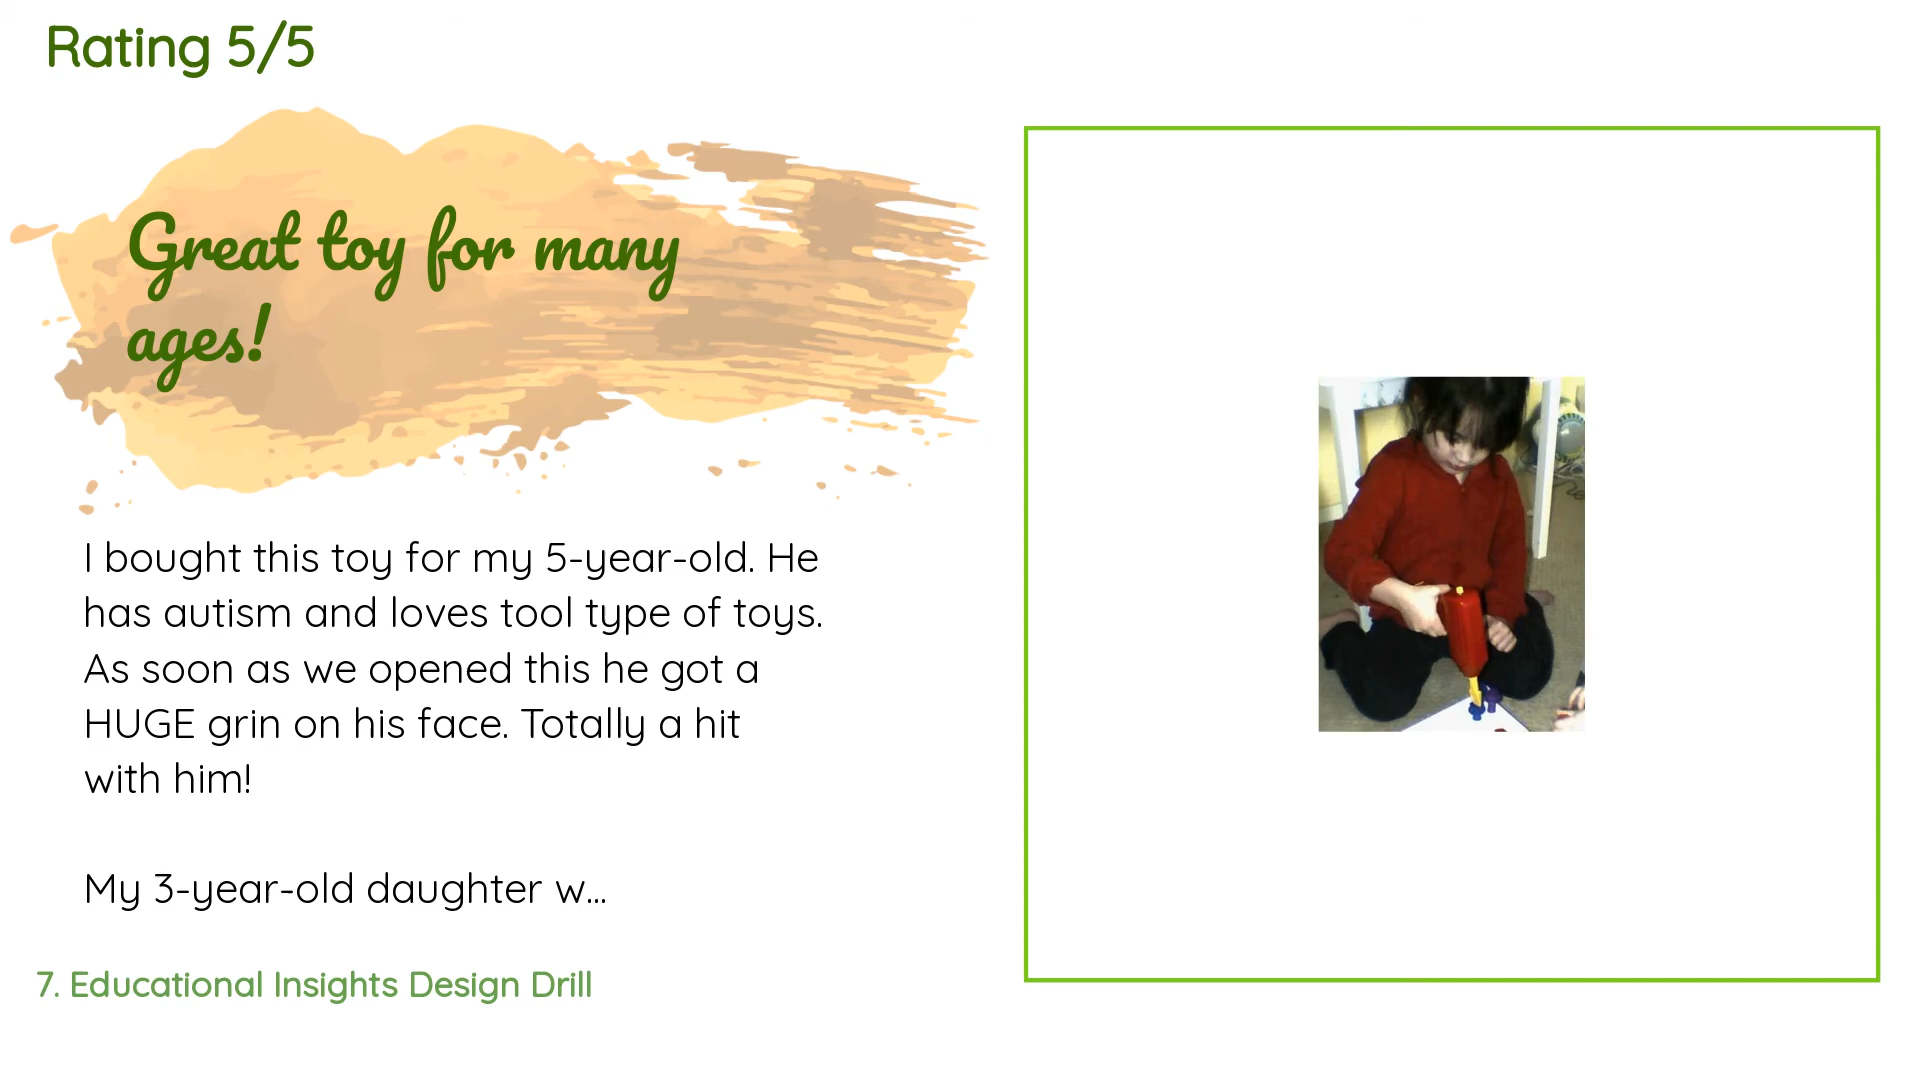 Rating 5/5
Great toy for many
ages!
I bought this toy for my 5-year-old. He
has autism and loves tool type of toys.
As soon as we opened this he got a
HUGE grin on his face. Totally a hit
with him!
My 3-year-old daughter w...
7. Educational Insights Design Drill